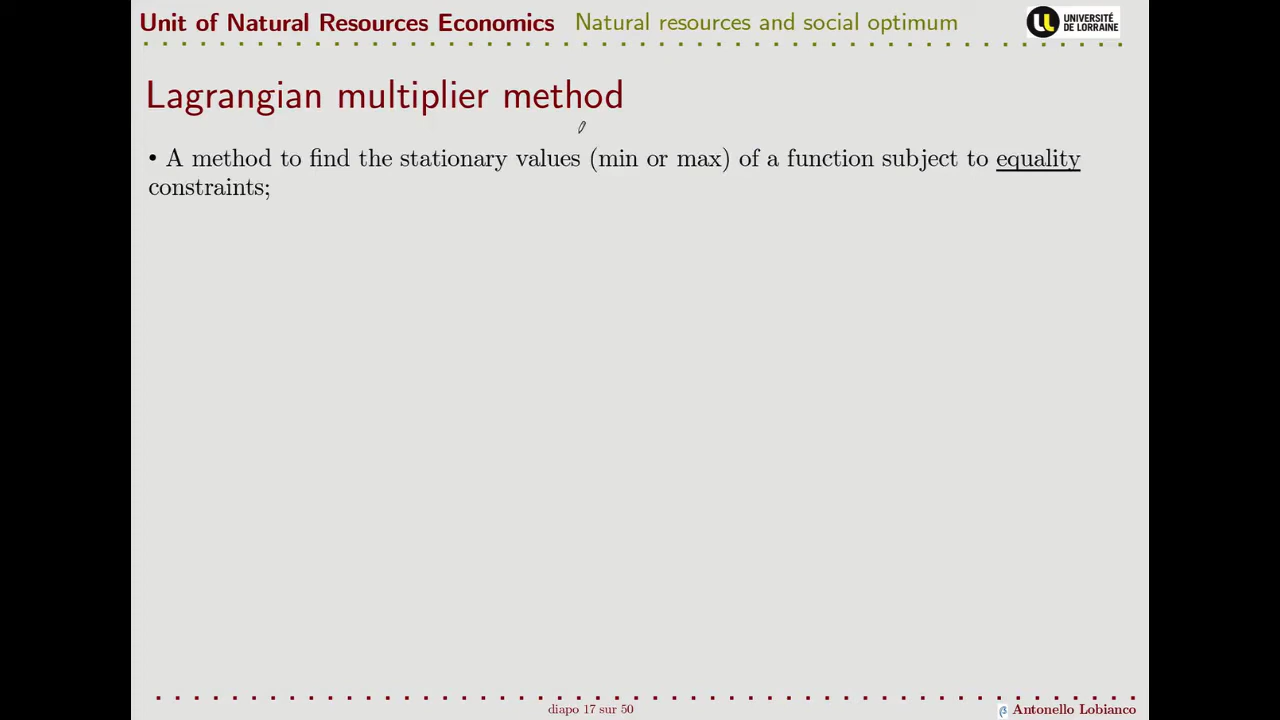 Unit of Natural Resources Economics Natural resources and social optimum
UNIVERSITÉ
DE LORRAINE
Lagrangian multiplier method
• A method to find the stationary values (min or max) of a function subject to equality
constraints;
diapo 17 sur 50
β Antonello Lobianco